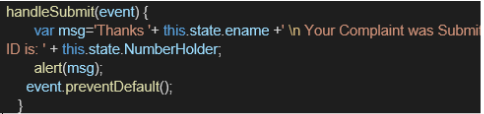 handleSubmit(event) {
var msg='Thanks '+ this.state.ename +' \n Your Complaint was Submit
ID is: ' + this.state.NumberHolder;
alert(msg);
event.preventDefault();
}